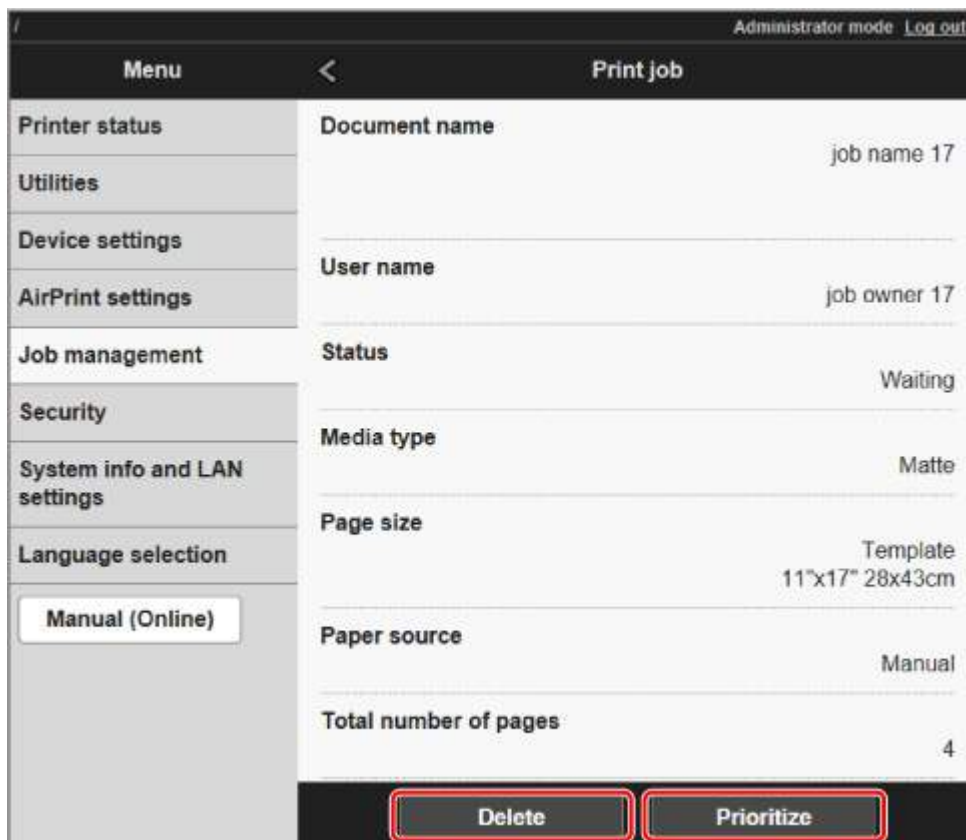 /
Administrator mode Log out
Menu
Printer status
Utilities
Device settings
AirPrint settings
Job management
Security
System info and LAN
settings
Language selection
Manual (Online)
<
Print job
Document name
job name 17
User name
job owner 17
Status
Waiting
Media type
Matte
Page size
Template
11"x17" 28x43cm
Paper source
Manual
Total number of pages
4
Delete
Prioritize